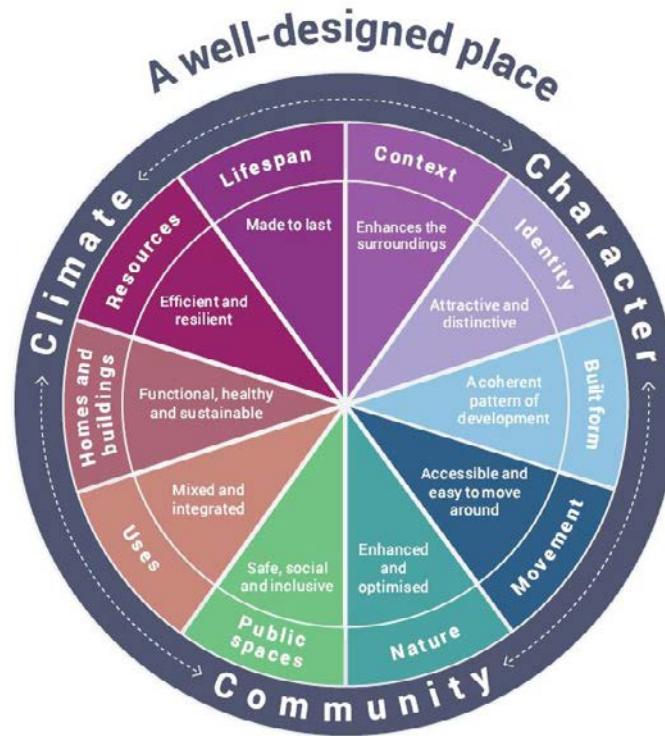 A well-designed place
Climate
Character
Community
Context
Enhances the
surroundings
Identity
Attractive and
distinctive
Built form
A coherent
pattern of
development
Movement
Accessible and
easy to move
around
Nature
Enhanced
and
optimised
Public
spaces
Safe, social
and inclusive
Uses
Mixed and
integrated
Homes and
buildings
Functional, healthy
and sustainable
Resources
Efficient and
resilient
Lifespan
Made to last